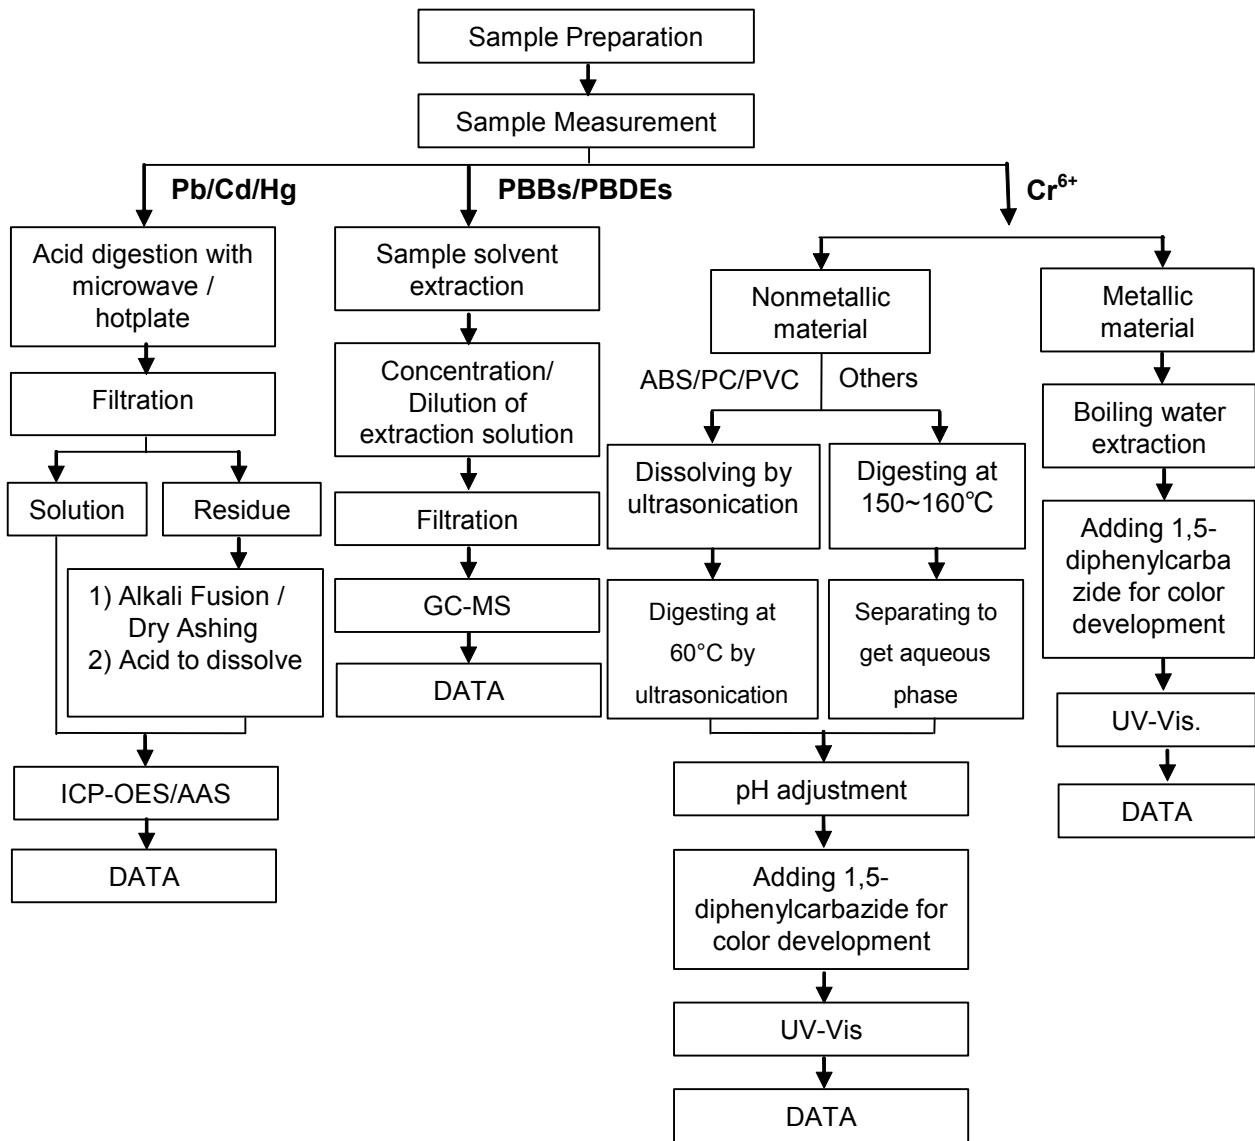 Sample Preparation
Sample Measurement
Pb/Cd/Hg
PBBs/PBDEs
Cr6+
Acid digestion with
microwave /
hotplate
Filtration
Solution
Residue
1) Alkali Fusion /
Dry Ashing
2) Acid to dissolve
ICP-OES/AAS
DATA
Sample solvent
extraction
Concentration/
Dilution of
extraction solution
Filtration
GC-MS
DATA
Nonmetallic
material
ABS/PC/PVC
Others
Dissolving by
ultrasonication
Digesting at
60°C by
ultrasonication
Digesting at
150~160℃
Separating to
get aqueous
phase
pH adjustment
Adding 1,5-
diphenylcarbazide for
color development
UV-Vis
DATA
Metallic
material
Boiling water
extraction
Adding 1,5-
diphenylcarba
zide for color
development
UV-Vis.
DATA